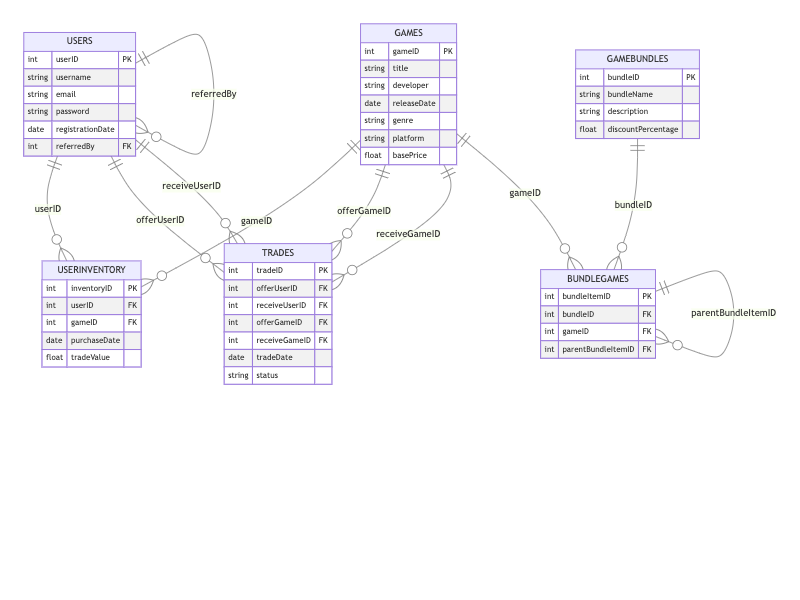 USERS
int userID PK
string username
string email
string password
date registrationDate
int referredBy FK
referredBy
GAMES
int gameID PK
string title
string developer
date releaseDate
string genre
string platform
float basePrice
GAMEBUNDLES
int bundleID PK
string bundleName
string description
float discountPercentage
receiveUserID
userID
offerUserID
gameID
offerGameID
receiveGameID
gameID
bundleID
USERINVENTORY
int inventoryID PK
int userID FK
int gameID FK
date purchaseDate
float tradeValue
TRADES
int tradeID PK
int offerUserID FK
int receiveUserID FK
int offerGameID FK
int receiveGameID FK
date tradeDate
string status
BUNDLEGAMES
int bundleItemID PK
int bundleID FK
int gameID FK
int parentBundleItemID FK
parentBundleItemID